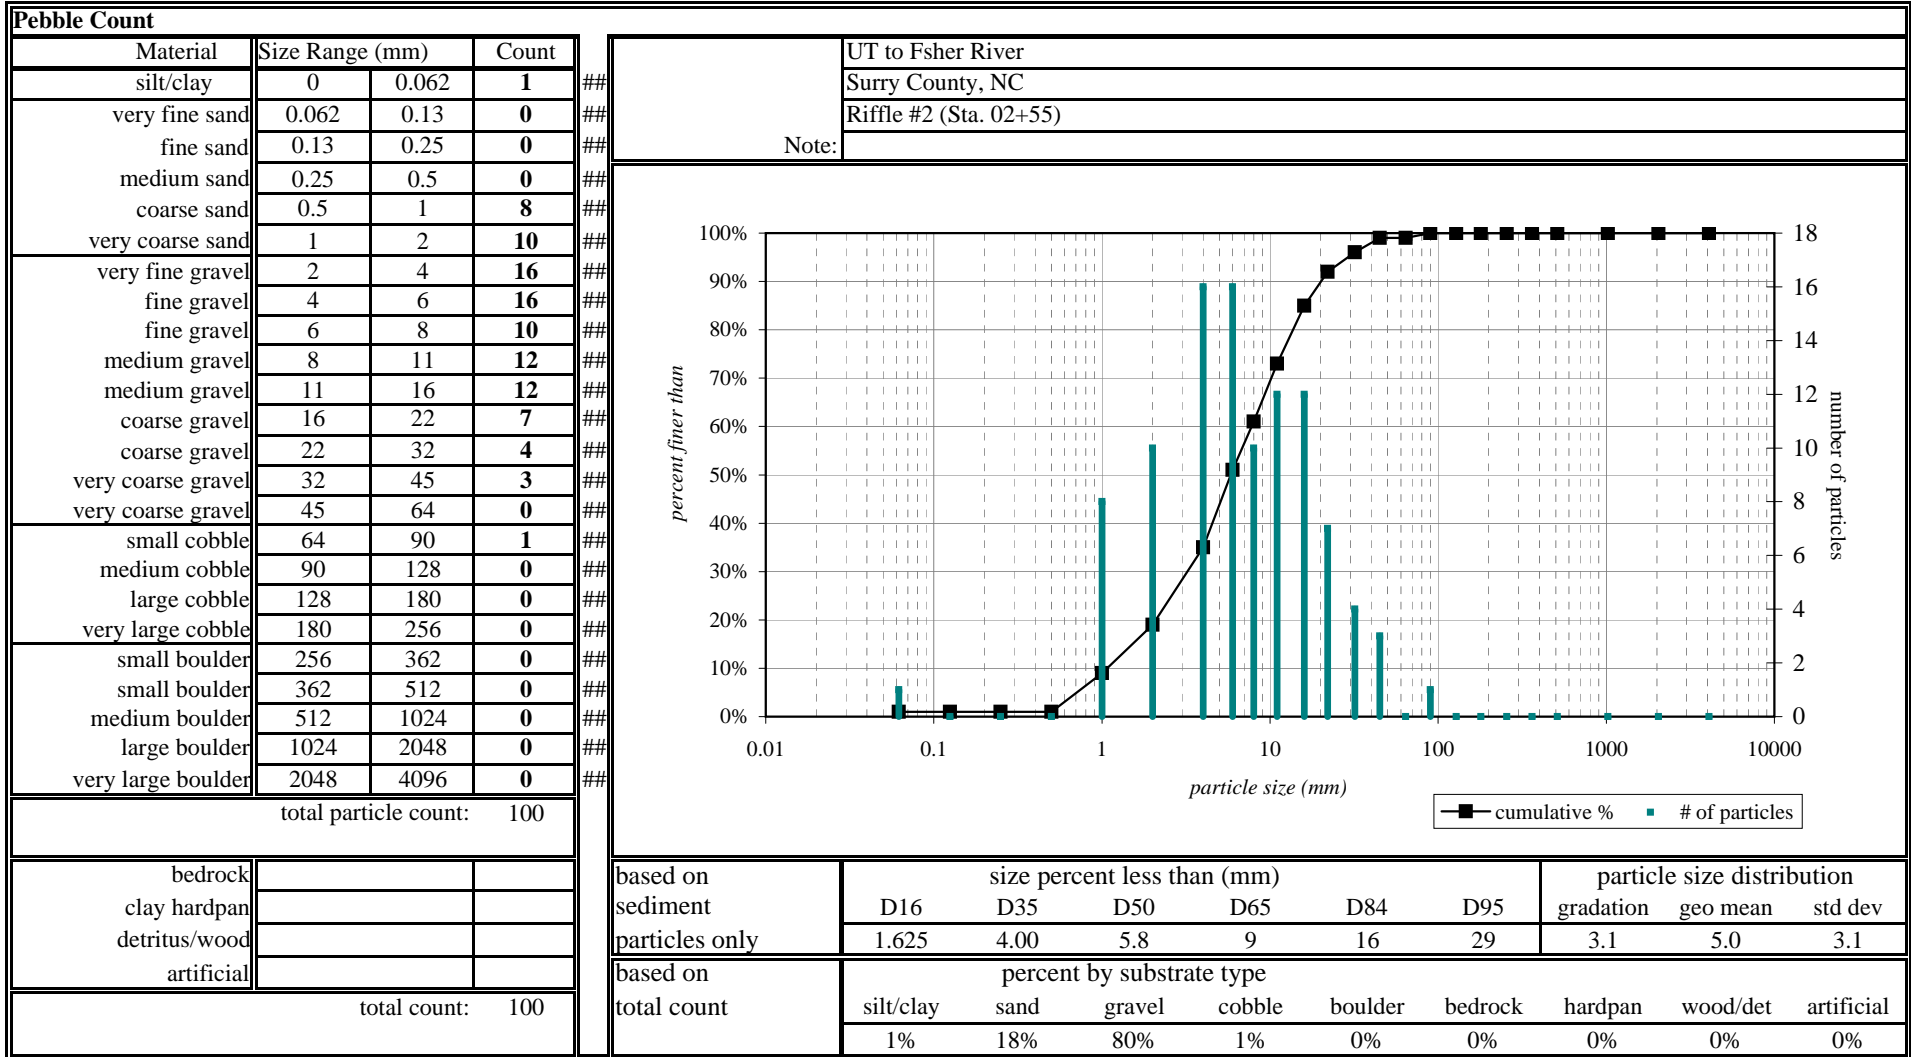 Pebble Count
Material Size Range (mm) Count
silt/clay 0 0.062 1 ##
very fine sand 0.062 0.13 0 ##
fine sand 0.13 0.25 0 ##
medium sand 0.25 0.5 0 ##
coarse sand 0.5 1 8 ##
very coarse sand 1 2 10 ##
very fine gravel 2 4 16 ##
fine gravel 4 6 16 ##
fine gravel 6 8 10 ##
medium gravel 8 11 12 ##
medium gravel 11 16 12 ##
coarse gravel 16 22 7 ##
coarse gravel 22 32 4 ##
very coarse gravel 32 45 3 ##
very coarse gravel 45 64 0 ##
small cobble 64 90 1 ##
medium cobble 90 128 0 ##
large cobble 128 180 0 ##
very large cobble 180 256 0 ##
small boulder 256 362 0 ##
small boulder 362 512 0 ##
medium boulder 512 1024 0 ##
large boulder 1024 2048 0 ##
very large boulder 2048 4096 0 ##
total particle count: 100
bedrock
clay hardpan
detritus/wood
artificial
total count: 100
UT to Fsher River
Surry County, NC
Riffle #2 (Sta. 02+55)
Note:
percent finer than
100%
90%
80%
70%
60%
50%
40%
30%
20%
10%
0%
18
16
14
12
10
8
6
4
2
0
number of particles
0.01 0.1 1 10 100 1000 10000
particle size (mm)
cumulative % # of particles
based on size percent less than (mm) particle size distribution
sediment D16 D35 D50 D65 D84 D95 gradation geo mean std dev
particles only 1.625 4.00 5.8 9 16 29 3.1 5.0 3.1
based on percent by substrate type
total count silt/clay sand gravel cobble boulder bedrock hardpan wood/det artificial
1% 18% 80% 1% 0% 0% 0% 0% 0%